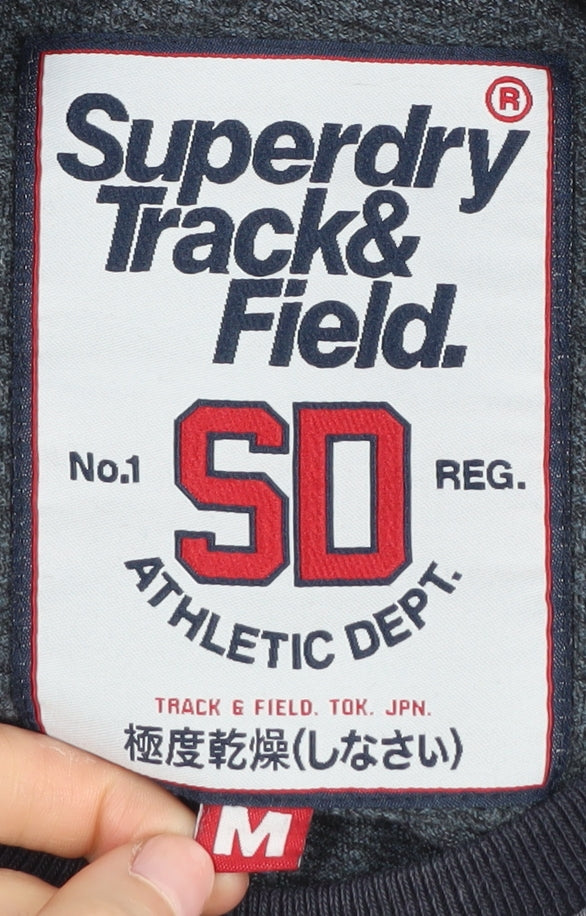 ®
Superdry
Track&
Field.
No.1 SD REG.
ATHLETIC DEPT.
TRACK & FIELD. TOK. JPN.
極度乾燥(しなさい)
M